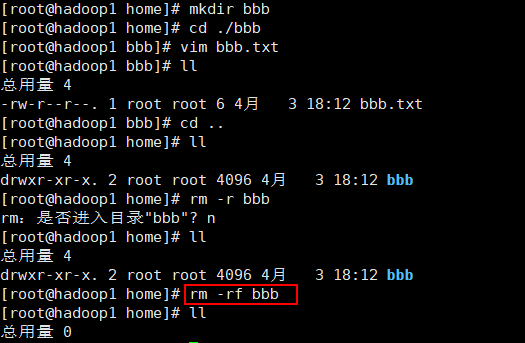 [root@hadoop1 home]# mkdir bbb
[root@hadoop1 home]# cd ./bbb
[root@hadoop1 bbb]# vim bbb.txt
[root@hadoop1 bbb]# ll
总用量 4
-rw-r--r--. 1 root root 6 4月   3 18:12 bbb.txt
[root@hadoop1 bbb]# cd ..
[root@hadoop1 home]# ll
总用量 4
drwxr-xr-x. 2 root root 4096 4月   3 18:12 bbb
[root@hadoop1 home]# rm -r bbb
rm：是否进入目录"bbb"? n
[root@hadoop1 home]# ll
总用量 4
drwxr-xr-x. 2 root root 4096 4月   3 18:12 bbb
[root@hadoop1 home]# rm -rf bbb
[root@hadoop1 home]# ll
总用量 0